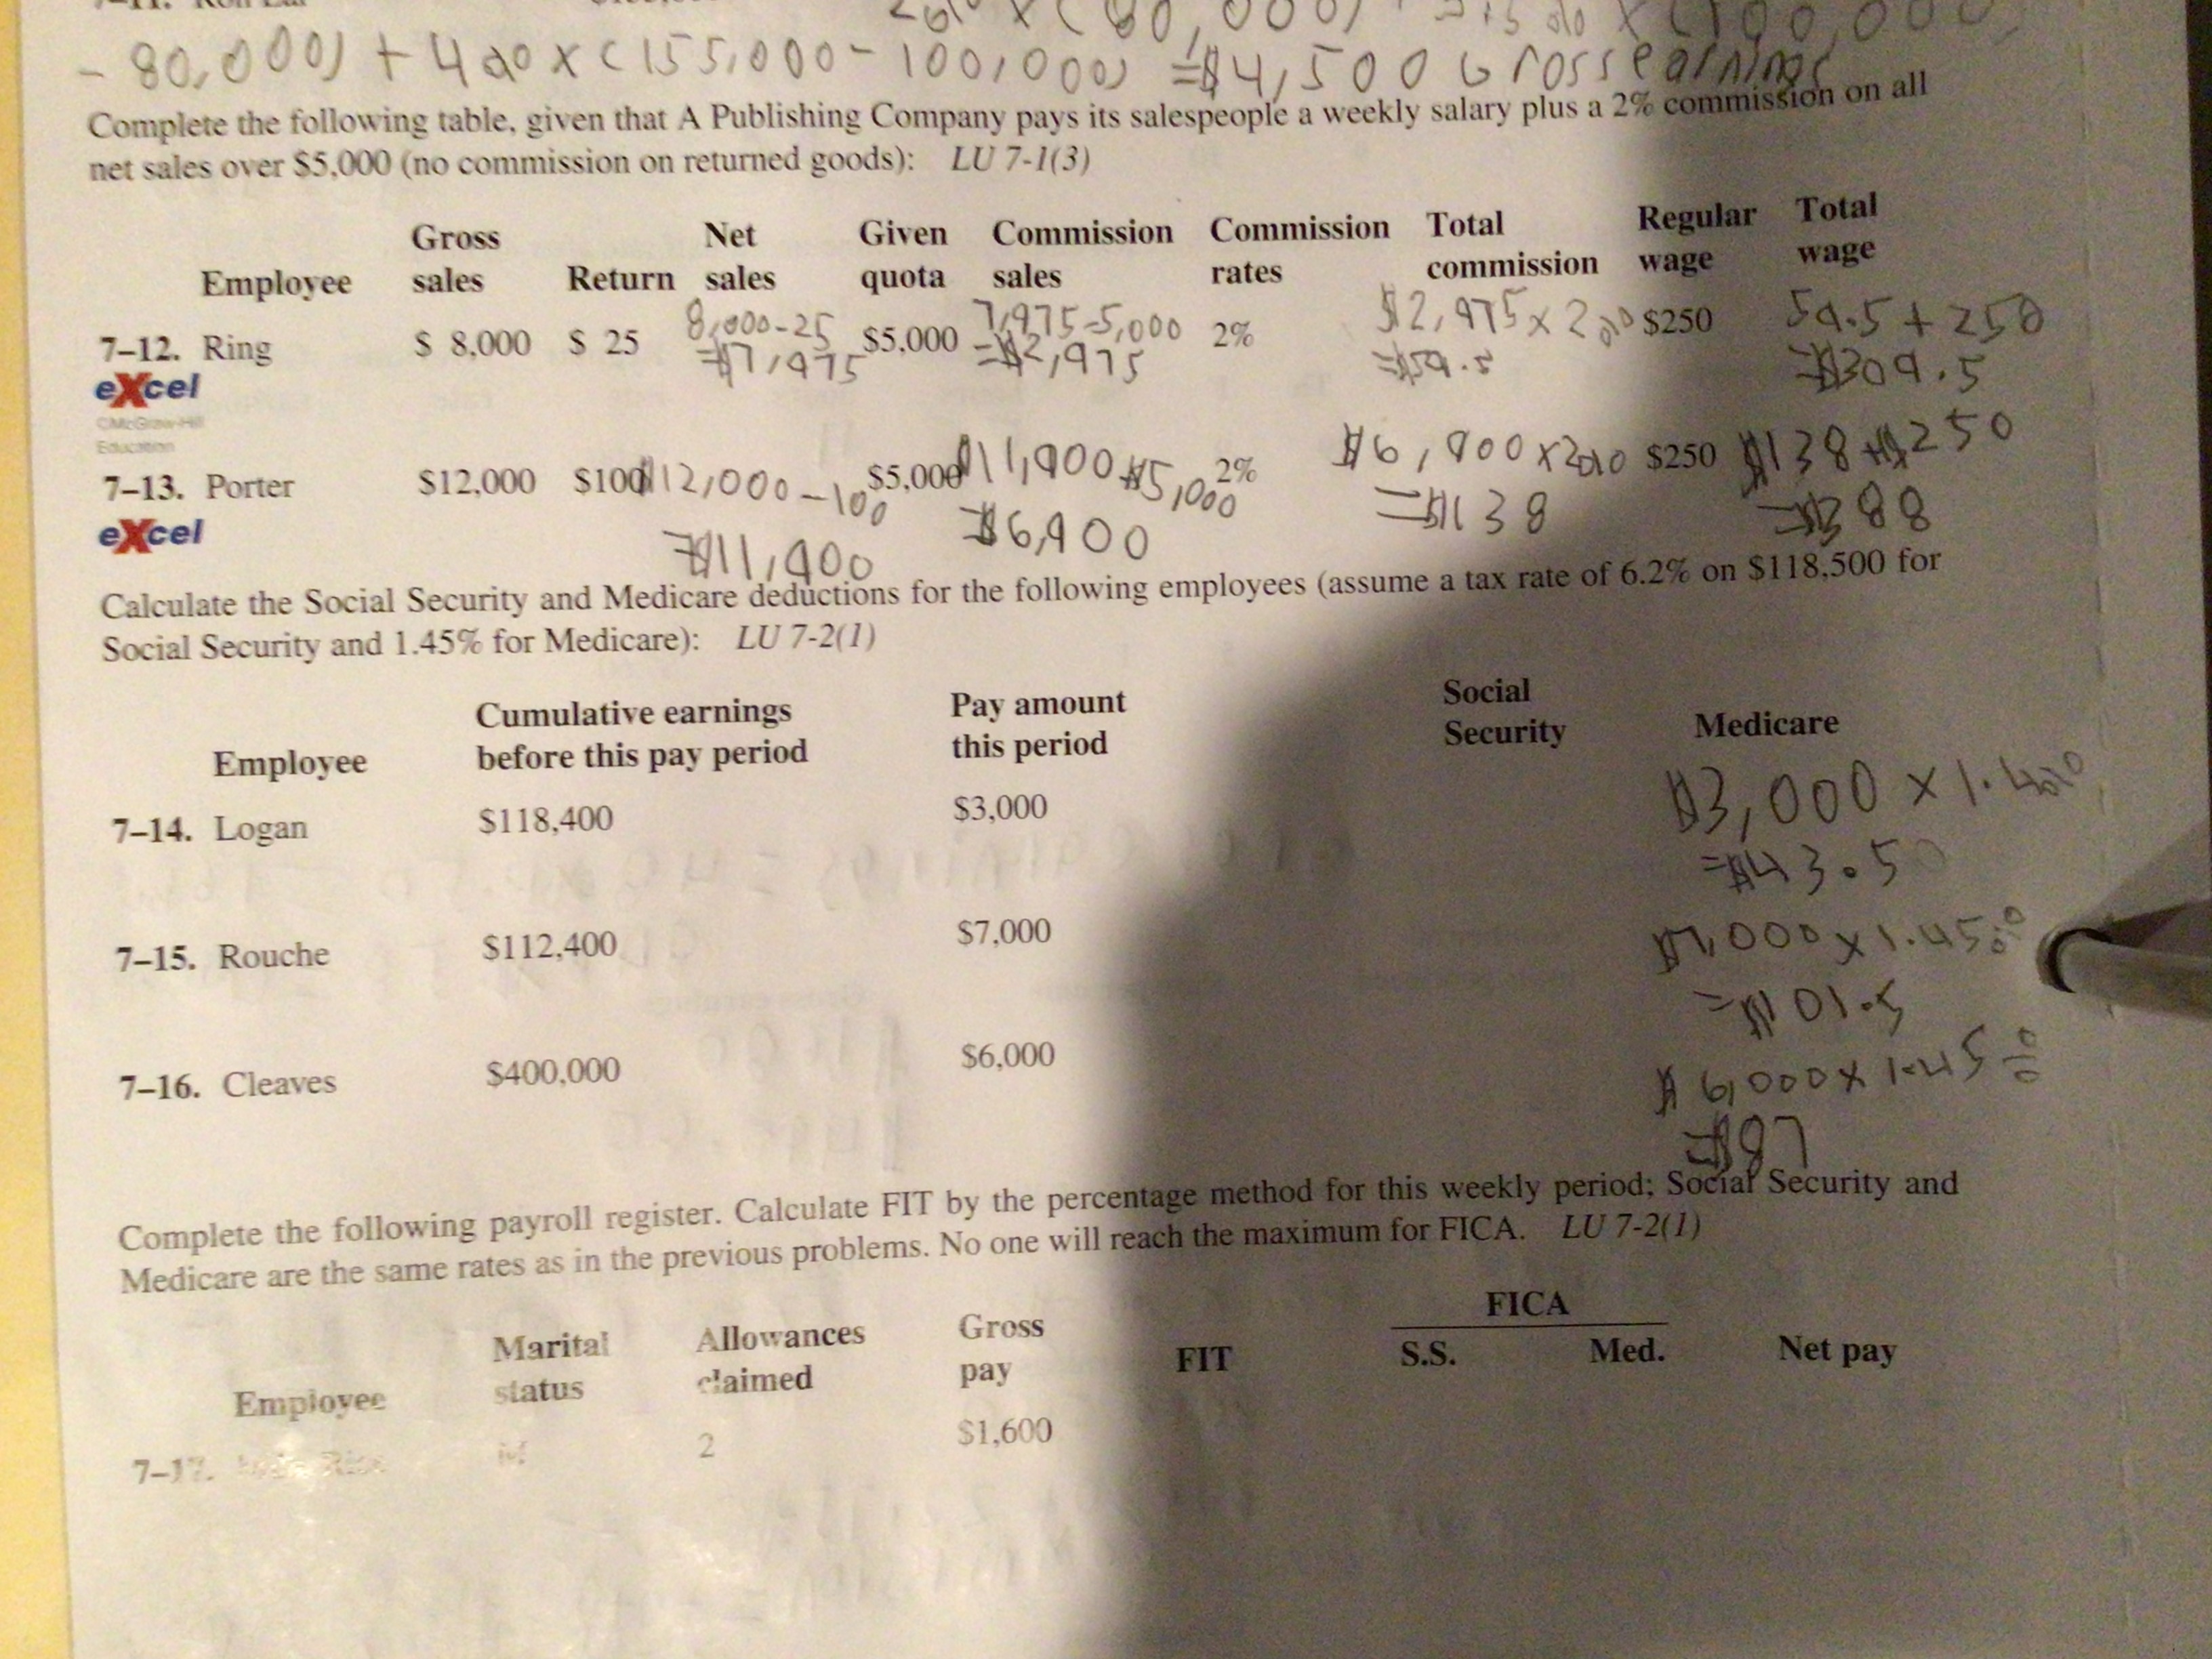 - 80,000) + 4% x (155,000 - 100,000) = $4,500 Gross earnings
Complete the following table, given that A Publishing Company pays its salespeople a weekly salary plus a 2% commission on all
net sales over $5,000 (no commission on returned goods): LU 7-1(3)
Gross Net Given Commission Commission Total Regular Total
Employee sales Return sales quota sales rates commission wage wage
7–12. Ring $ 8,000 $ 25 8,000-25 $5,000 7,975-5,000 2% $2,975 x 2% $250 59.5 + 250
=$7,975 =$2,975 =$59.5 =$309.5
eXcel
CMcGraw-Hill
Education
7–13. Porter $12,000 $100 $12,000 - 100 $5,000 $11,900 $5,000 2% $6,900 x 2% $250 $138 + $250
=$11,900 =$6,900 =$138 =$388
eXcel
Calculate the Social Security and Medicare deductions for the following employees (assume a tax rate of 6.2% on $118,500 for
Social Security and 1.45% for Medicare): LU 7-2(1)
Cumulative earnings Pay amount Social
Employee before this pay period this period Security Medicare
7–14. Logan $118,400 $3,000 $3,000 x
=$43.5
7–15. Rouche $112,400 $7,000 $7,000 x 1.45%
=$101.5
7–16. Cleaves $400,000 $6,000 $6,000 x 1.45%
=$97
Complete the following payroll register. Calculate FIT by the percentage method for this weekly period; Social Security and
Medicare are the same rates as in the previous problems. No one will reach the maximum for FICA. LU 7-2(1)
FICA
Marital Allowances Gross
Employee status claimed pay FIT S.S. Med. Net pay
7–17. M 2 $1,600